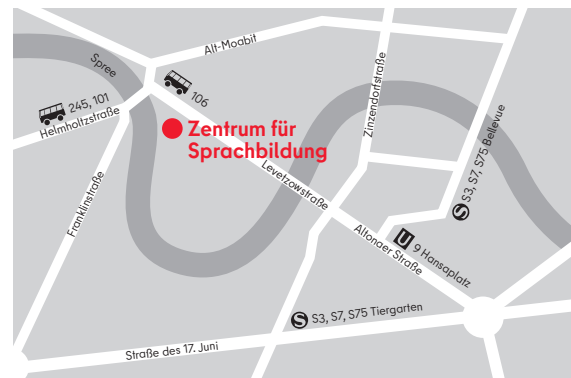 Alt-Moabit
Spree
106
245, 101
Helmholtzstraße
Zinzendorfstraße
Zentrum für
Sprachbildung
S3, S7, S75 Bellevue
Levetzowstraße
Franklinstraße
Altonaer Straße
U 9 Hansaplatz
S S3, S7, S75 Tiergarten
Straße des 17. Juni